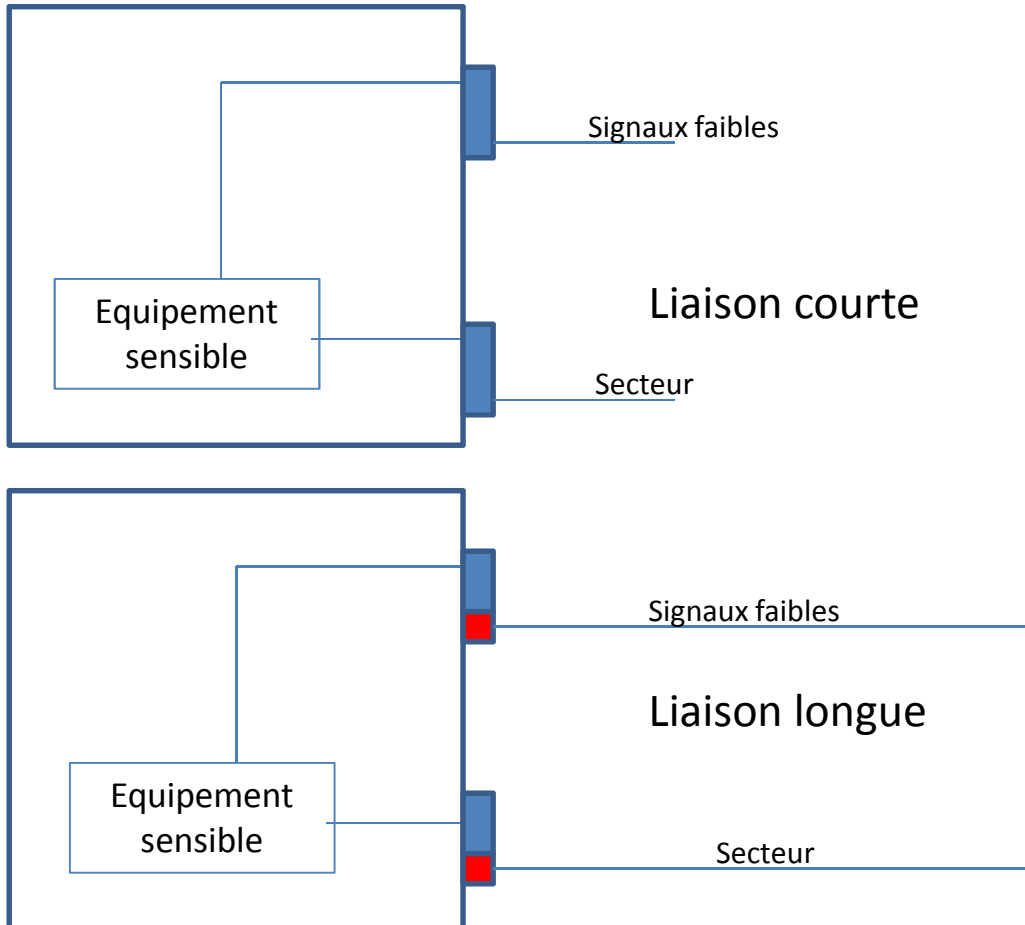 Signaux faibles
Equipement
sensible
Liaison courte
Secteur
Signaux faibles
Liaison longue
Equipement
sensible
Secteur